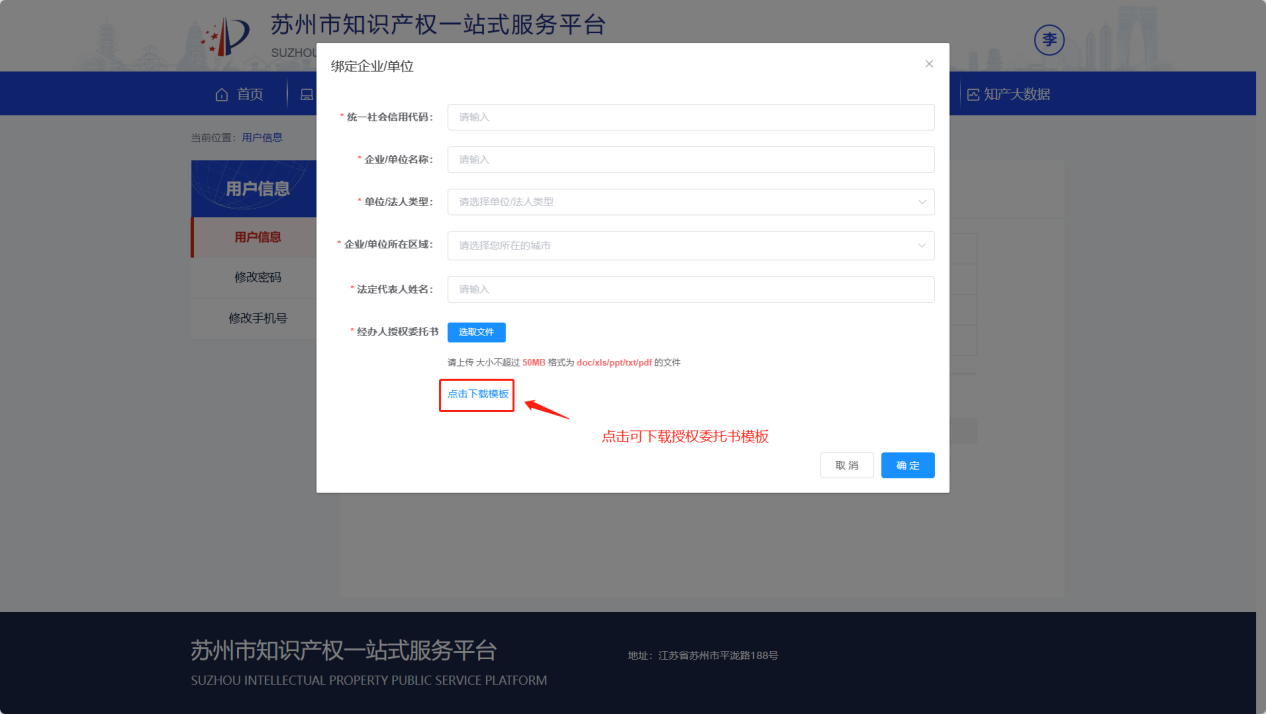 苏州市知识产权一站式服务平台
SUZHOU
李
首页
知产大数据
当前位置：用户信息
用户信息
用户信息
修改密码
修改手机号
绑定企业/单位
* 统一社会信用代码： 请输入
* 企业/单位名称： 请输入
* 单位/法人类型： 请选择单位/法人类型
* 企业/单位所在区域： 请选择您所在的城市
* 法定代表人姓名： 请输入
* 经办人授权委托书 选取文件
请上传 大小不超过 50MB 格式为 doc/xls/ppt/txt/pdf 的文件
点击下载模板
点击可下载授权委托书模板
取 消 确 定
苏州市知识产权一站式服务平台
SUZHOU INTELLECTUAL PROPERTY PUBLIC SERVICE PLATFORM
地址：江苏省苏州市平泷路188号